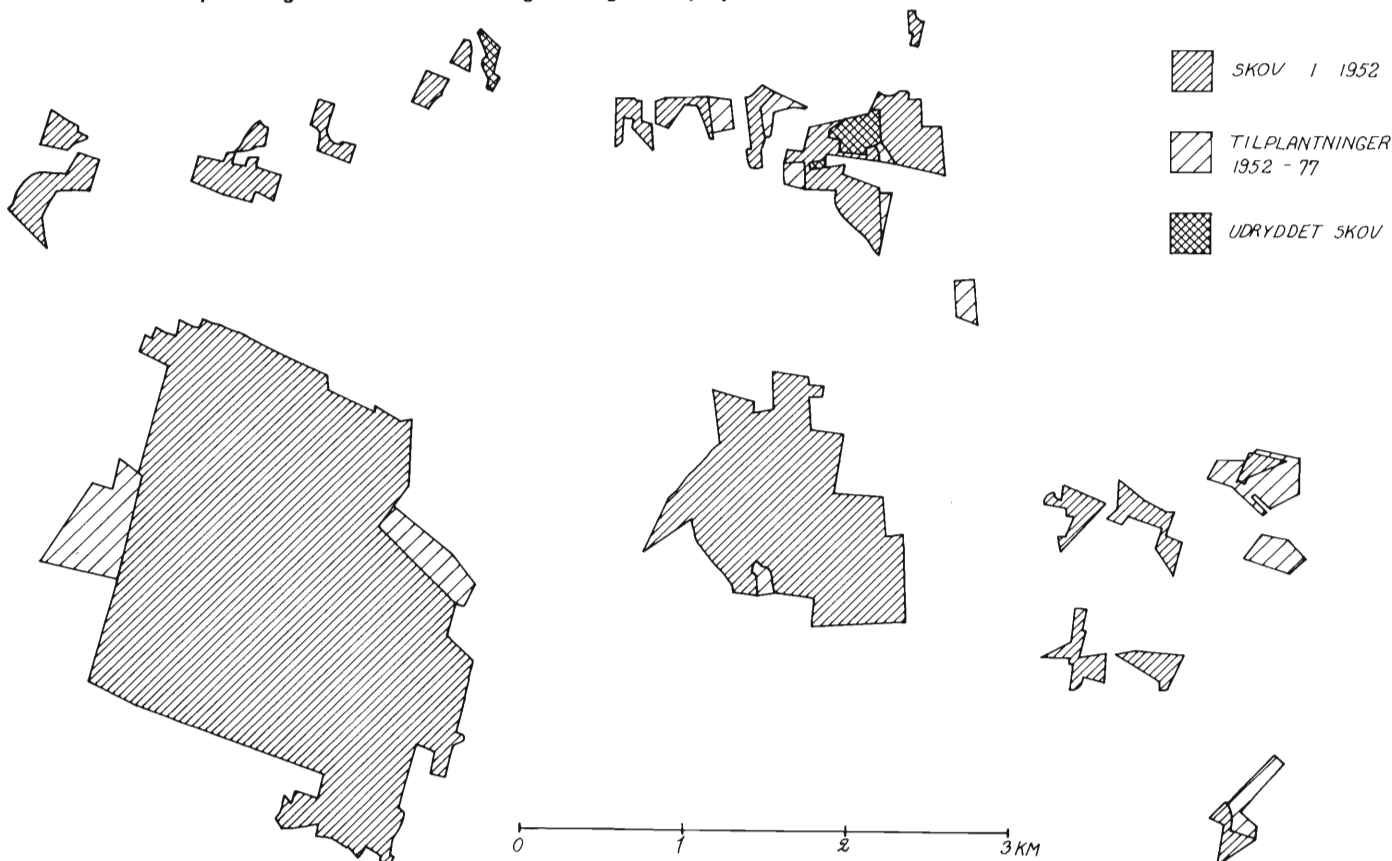 SKOV I 1952
TILPLANTNINGER
1952 - 77
UDRYDDET SKOV
0 1 2 3 KM